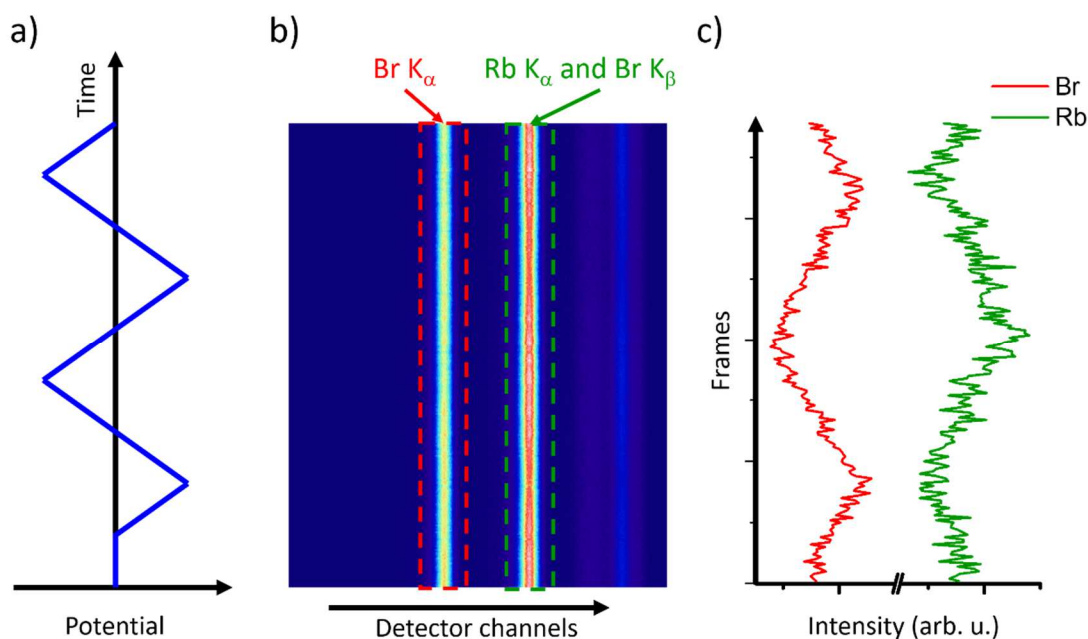 a)
Time
Potential
b)
Br Kα
Rb Kα and Br Kβ
Detector channels
c)
Br
Rb
Frames
Intensity (arb. u.)